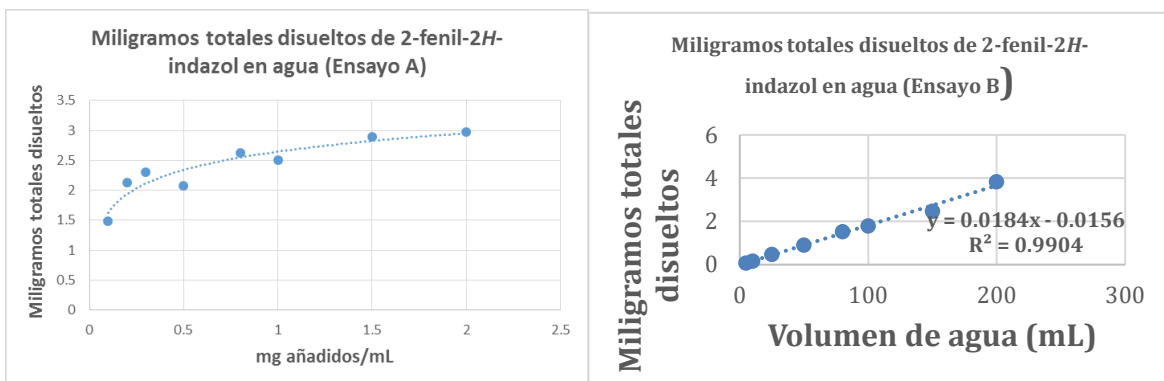 Miligramos totales disueltos de 2-fenil-2H-
indazol en agua (Ensayo A)
Miligramos totales disueltos
3.5
3
2.5
2
1.5
1
0.5
0
0
0.5
1
1.5
2
2.5
mg añadidos/mL
Miligramos totales disueltos de 2-fenil-2H-
indazol en agua (Ensayo B)
Miligramos totales
disueltos
6
4
2
0
y = 0.0184x - 0.0156
R² = 0.9904
0
100
200
300
Volumen de agua (mL)